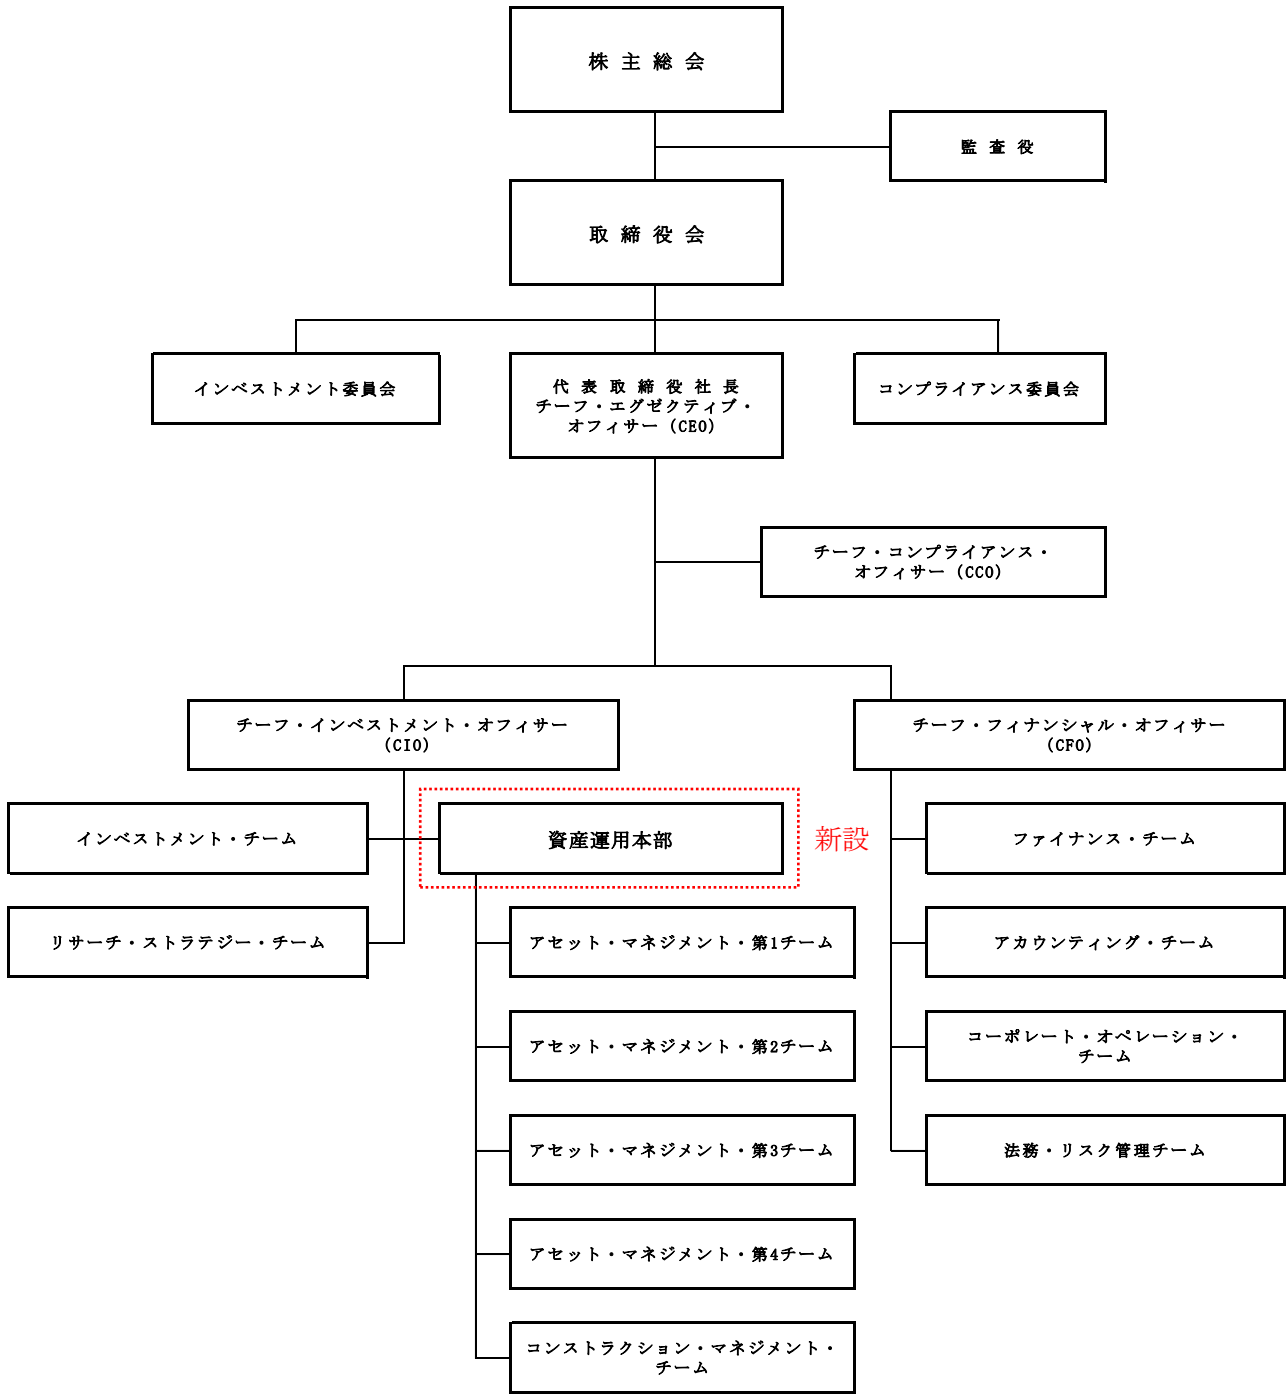 株 主 総 会
監 査 役
取 締 役 会
インベストメント委員会
代 表 取 締 役 社 長
チーフ・エグゼクティブ・
オフィサー（CEO）
コンプライアンス委員会
チーフ・コンプライアンス・
オフィサー（CCO）
チーフ・インベストメント・オフィサー
（CIO）
チーフ・フィナンシャル・オフィサー
（CFO）
インベストメント・チーム
資産運用本部
新設
ファイナンス・チーム
リサーチ・ストラテジー・チーム
アセット・マネジメント・第1チーム
アカウンティング・チーム
アセット・マネジメント・第2チーム
コーポレート・オペレーション・
チーム
アセット・マネジメント・第3チーム
法務・リスク管理チーム
アセット・マネジメント・第4チーム
コンストラクション・マネジメント・
チーム